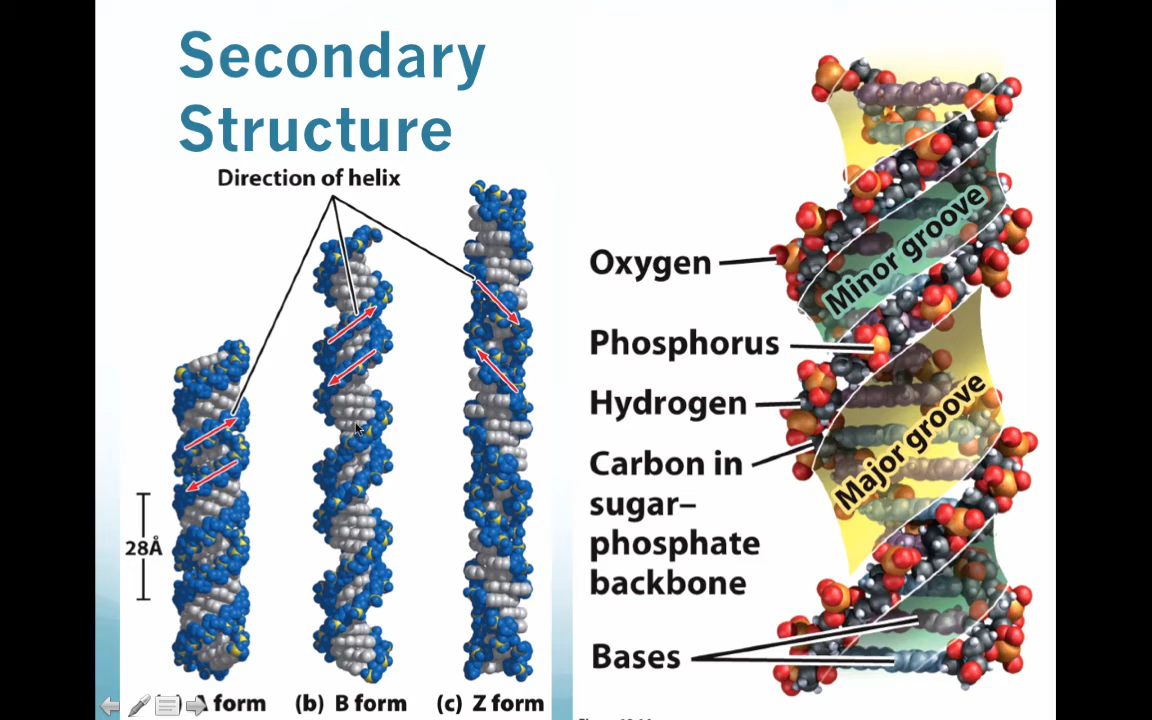 Secondary
Structure
Direction of helix
28Å
A form
(b) B form
(c) Z form
Oxygen
Phosphorus
Hydrogen
Carbon in
sugar–
phosphate
backbone
Bases
Minor groove
Major groove